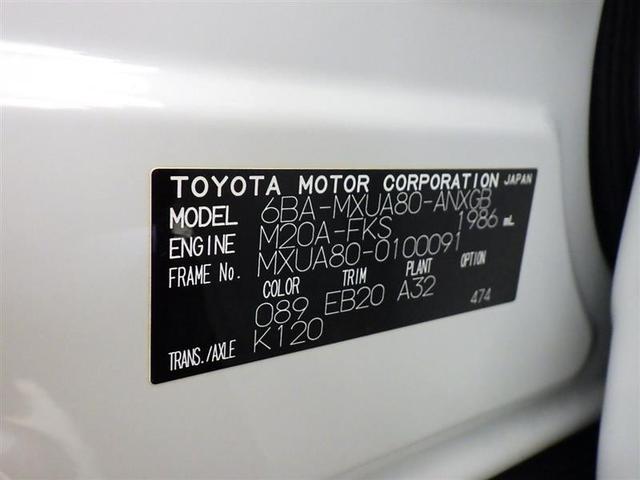 TOYOTA MOTOR CORPORATION JAPAN
MODEL 6BA-MXUA80-ANXGB
ENGINE M20A-FKS 1986 mL
FRAME No. MXUA80-0100091
COLOR TRIM PLANT OPTION
089 EB20 A32 474
TRANS./AXLE K120